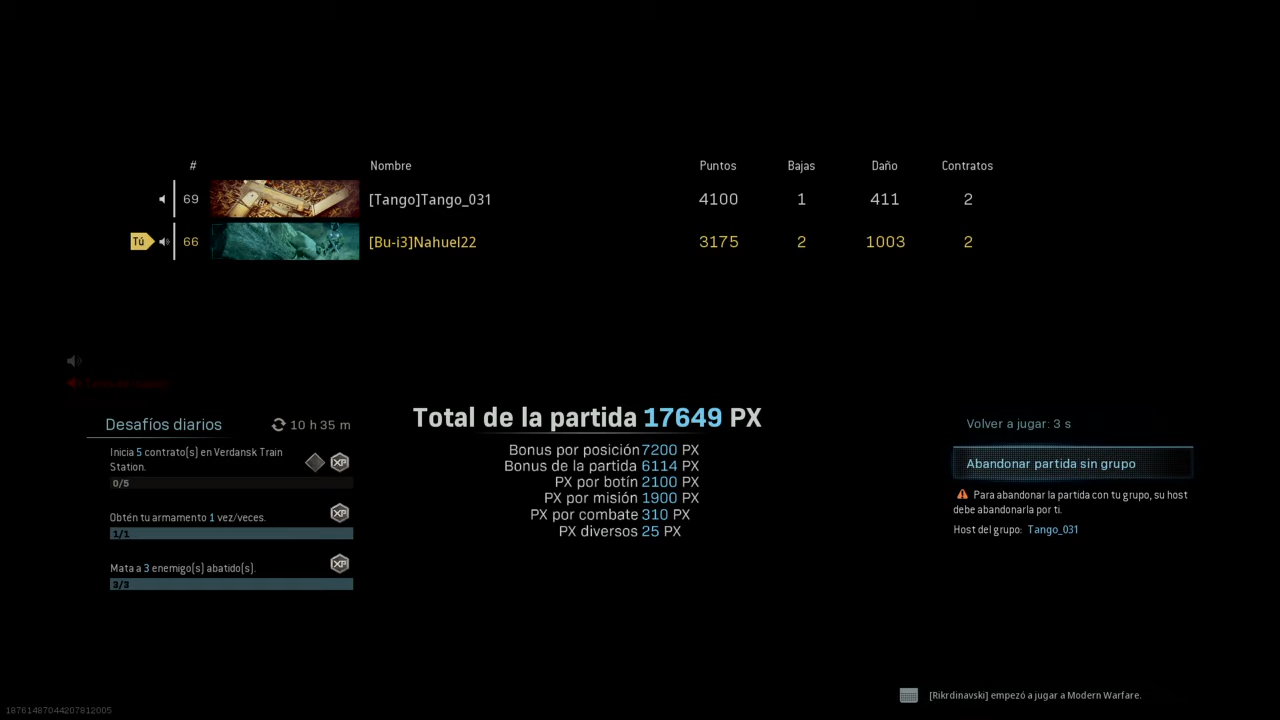 # Nombre Puntos Bajas Daño Contratos
69 [Tango]Tango_031 4100 1 411 2
Tú 66 [Bu-i3]Nahuel22 3175 2 1003 2
Desafíos diarios 10 h 35 m
Inicia 5 contrato(s) en Verdansk Train
Station.
XP
0/5
Obtén tu armamento 1 vez/veces.
XP
1/1
Mata a 3 enemigo(s) abatido(s).
XP
3/3
Total de la partida 17649 PX
Bonus por posición 7200 PX
Bonus de la partida 6114 PX
PX por botín 2100 PX
PX por misión 1900 PX
PX por combate 310 PX
PX diversos 25 PX
Volver a jugar: 3 s
Abandonar partida sin grupo
Para abandonar la partida con tu grupo, su host
debe abandonarla por ti.
Host del grupo: Tango_031
[Rikrdinavski] empezó a jugar a Modern Warfare.
18761487044207812005